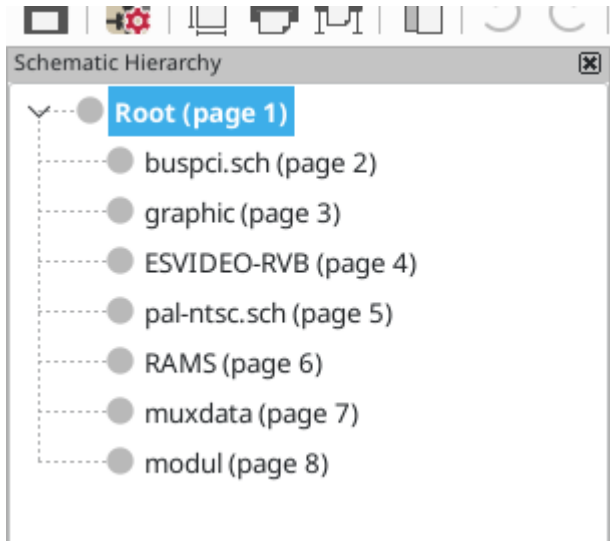 Schematic Hierarchy
Root (page 1)
buspci.sch (page 2)
graphic (page 3)
ESVIDEO-RVB (page 4)
pal-ntsc.sch (page 5)
RAMS (page 6)
muxdata (page 7)
modul (page 8)